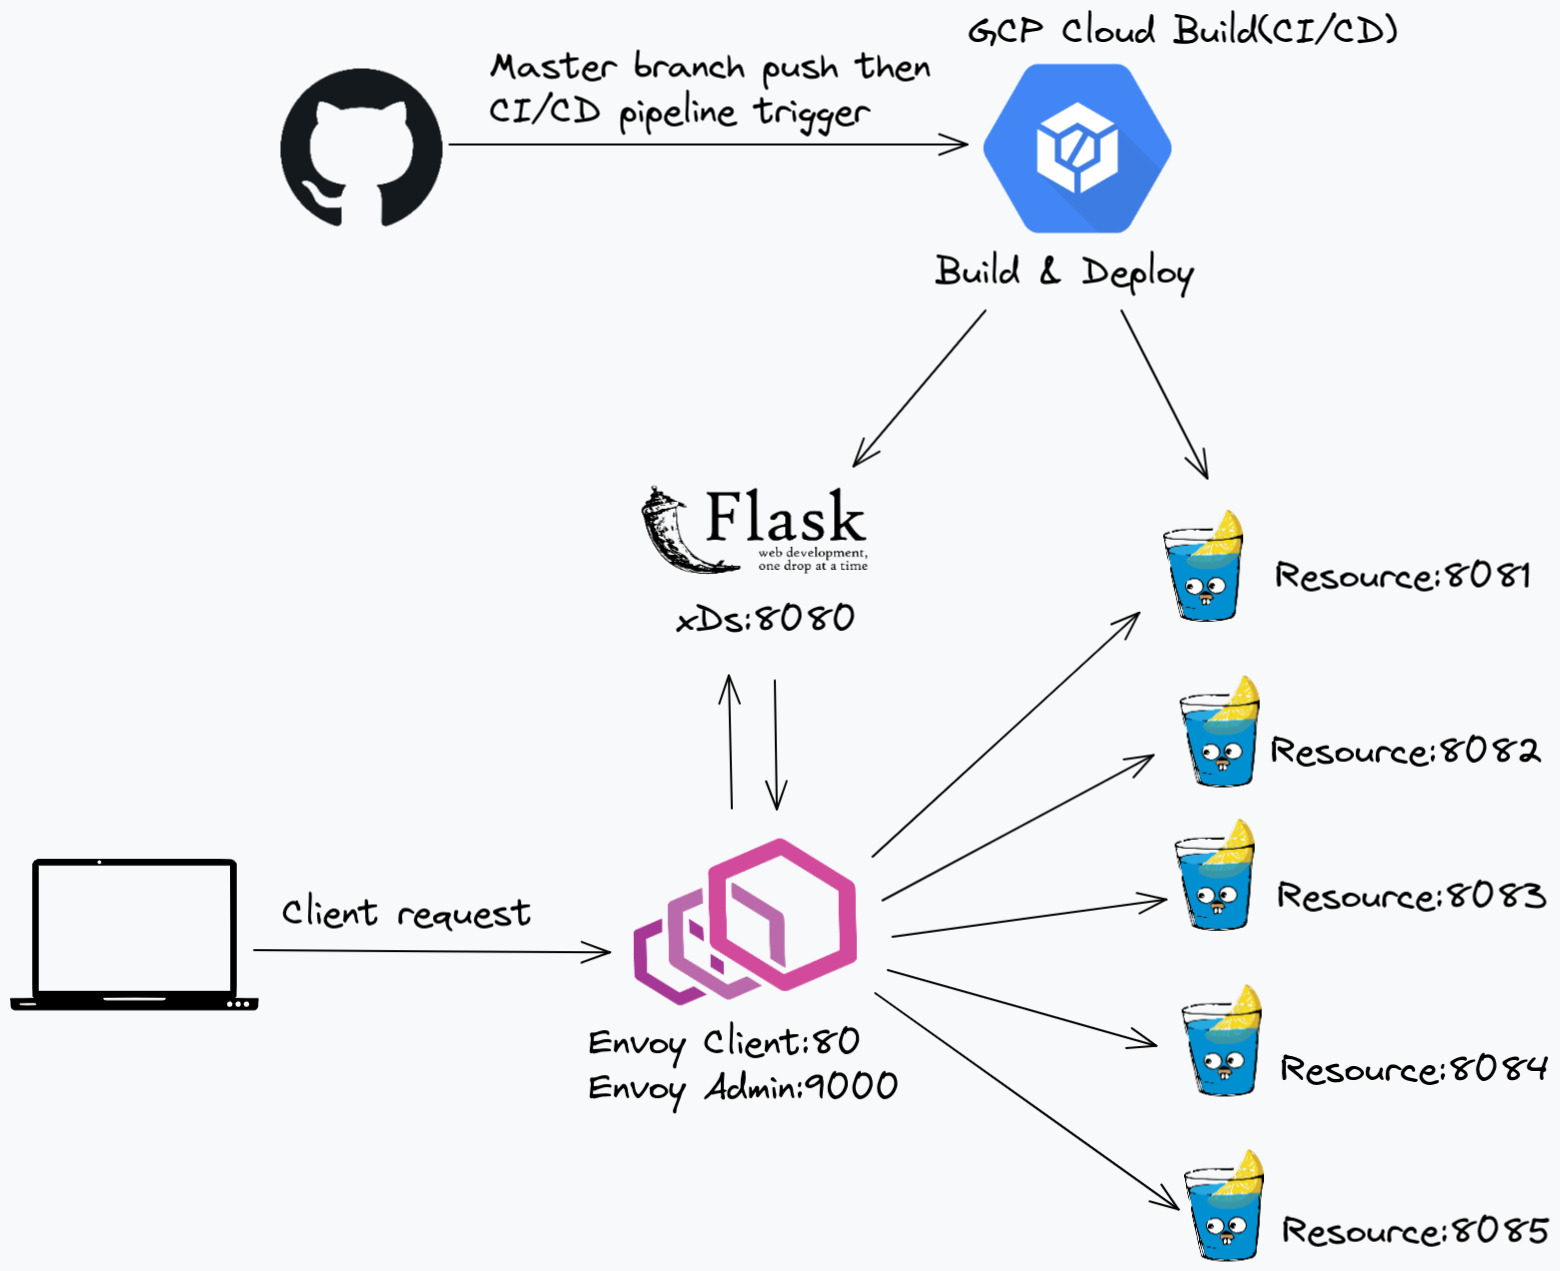 GCP Cloud Build(CI/CD)
Master branch push then
CI/CD pipeline trigger
Build & Deploy
Flask
web development,
one drop at a time
xDs:8080
Resource:8081
Resource:8082
Resource:8083
Resource:8084
Resource:8085
Client request
Envoy Client:80
Envoy Admin:9000